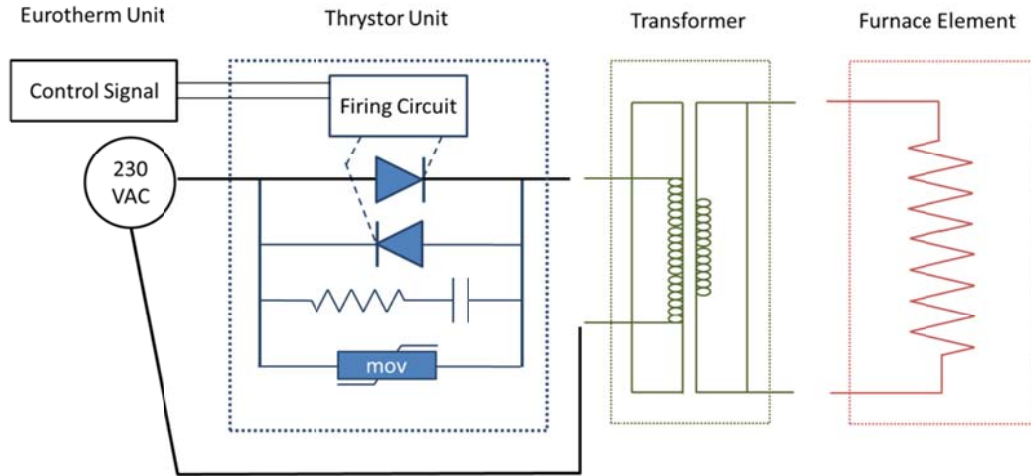 Eurotherm Unit
Thrystor Unit
Transformer
Furnace Element
Control Signal
Firing Circuit
230
VAC
mov